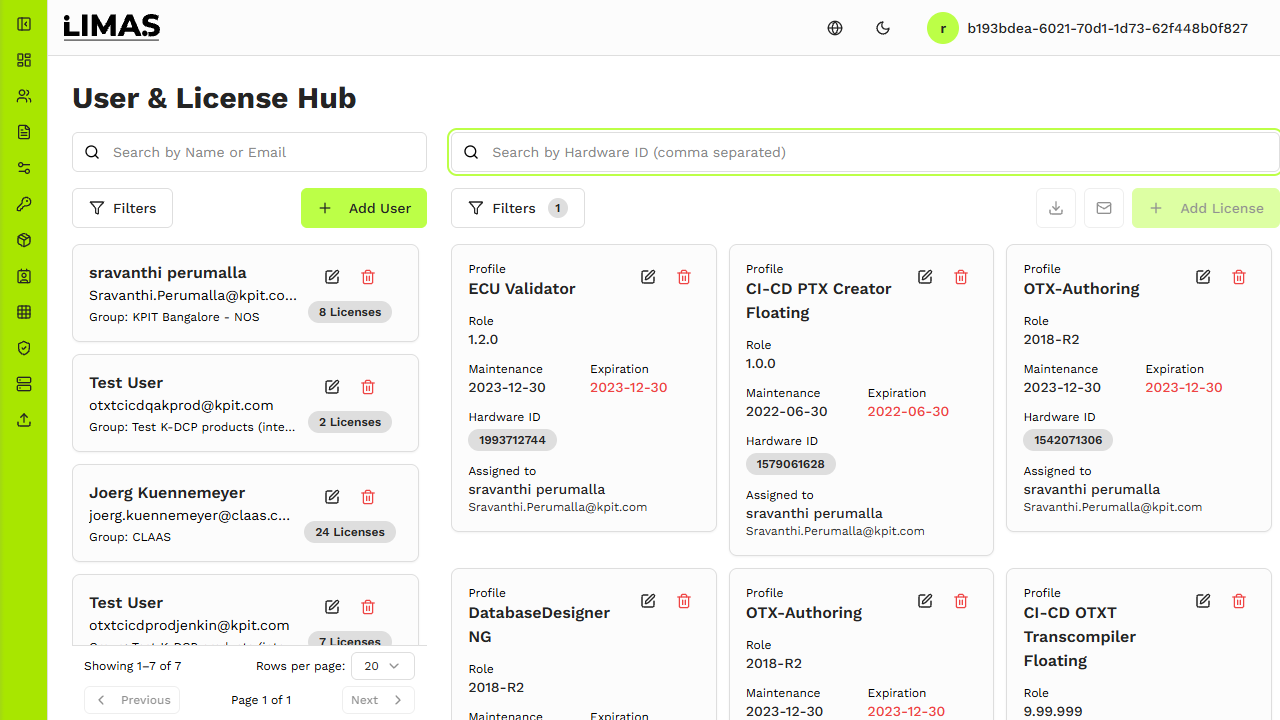 LIMAS
r
b193bdea-6021-70d1-1d73-62f448b0f827
User & License Hub
Search by Name or Email
Search by Hardware ID (comma separated)
Filters
Add User
Filters
1
Add License
sravanthi perumalla
Sravanthi.Perumalla@kpit.co...
Group: KPIT Bangalore - NOS
8 Licenses
Test User
otxtcicdqakprod@kpit.com
Group: Test K-DCP products (inte...
2 Licenses
Joerg Kuennemeyer
joerg.kuennemeyer@claas.c...
Group: CLAAS
24 Licenses
Test User
otxtcicdprodjenkin@kpit.com
7 Licenses
Showing 1–7 of 7
Rows per page:
20
Previous
Page 1 of 1
Next
Profile
ECU Validator
Role
1.2.0
Maintenance
Expiration
2023-12-30
2023-12-30
Hardware ID
1993712744
Assigned to
sravanthi perumalla
Sravanthi.Perumalla@kpit.com
Profile
CI-CD PTX Creator
Floating
Role
1.0.0
Maintenance
Expiration
2022-06-30
2022-06-30
Hardware ID
1579061628
Assigned to
sravanthi perumalla
Sravanthi.Perumalla@kpit.com
Profile
OTX-Authoring
Role
2018-R2
Maintenance
Expiration
2023-12-30
2023-12-30
Hardware ID
1542071306
Assigned to
sravanthi perumalla
Sravanthi.Perumalla@kpit.com
Profile
DatabaseDesigner
NG
Role
2018-R2
Maintenance
Expiration
Profile
OTX-Authoring
Role
2018-R2
Maintenance
Expiration
2023-12-30
2023-12-30
Profile
CI-CD OTXT
Transcompiler
Floating
Role
9.99.999